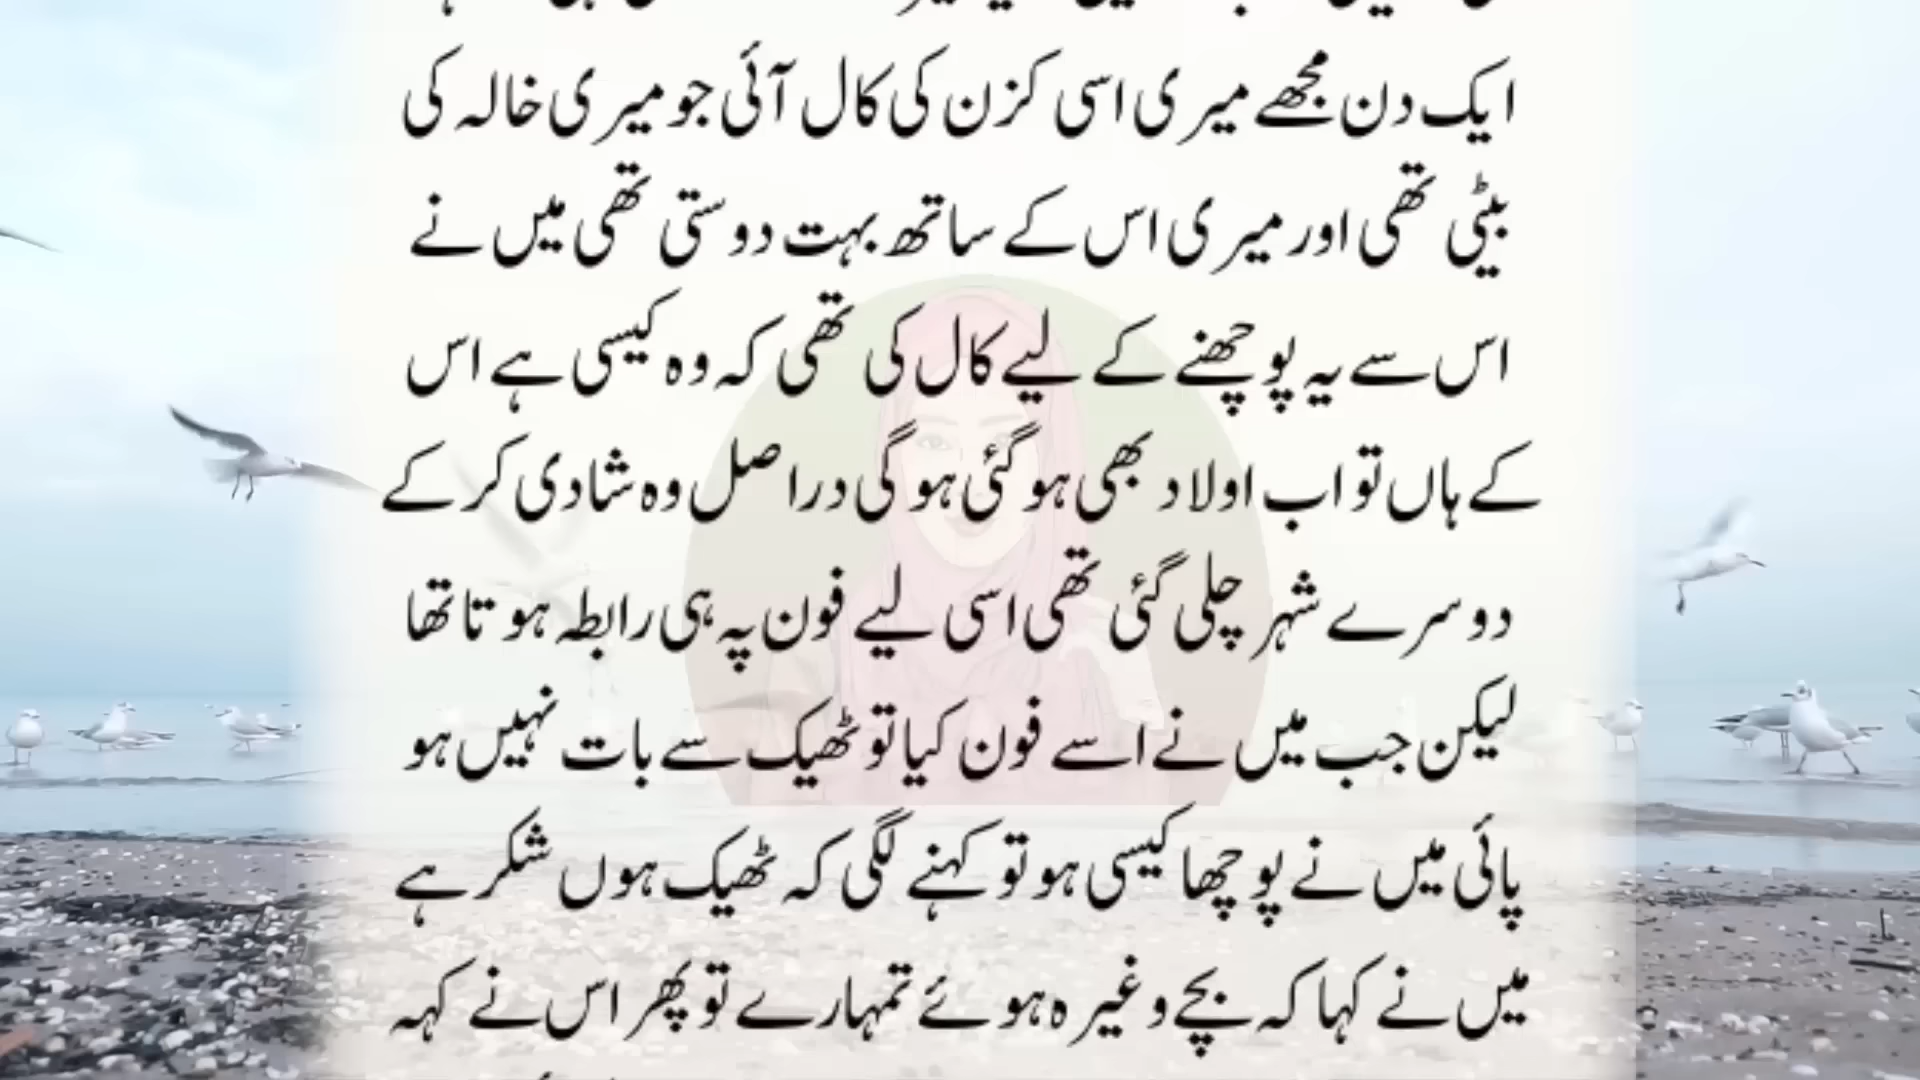 ایک دن مجھے میری اسی کزن کی کال آئی جو میری خالہ کی
بیٹی تھی اور میری اس کے ساتھ بہت دوستی تھی میں نے
اس سے یہ پوچھنے کے لیے کال کی تھی کہ وہ کیسی ہے اس
کے ہاں تو اب اولاد بھی ہو گئی ہو گی دراصل وہ شادی کر کے
دوسرے شہر چلی گئی تھی اسی لیے فون پہ ہی رابطہ ہوتا تھا
لیکن جب میں نے اسے فون کیا تو ٹھیک سے بات نہیں ہو
پائی میں نے پوچھا کیسی ہو تو کہنے لگی کہ ٹھیک ہوں شکر ہے
میں نے کہا کہ بچے وغیرہ ہوئے تمہارے تو پھر اس نے کہہ